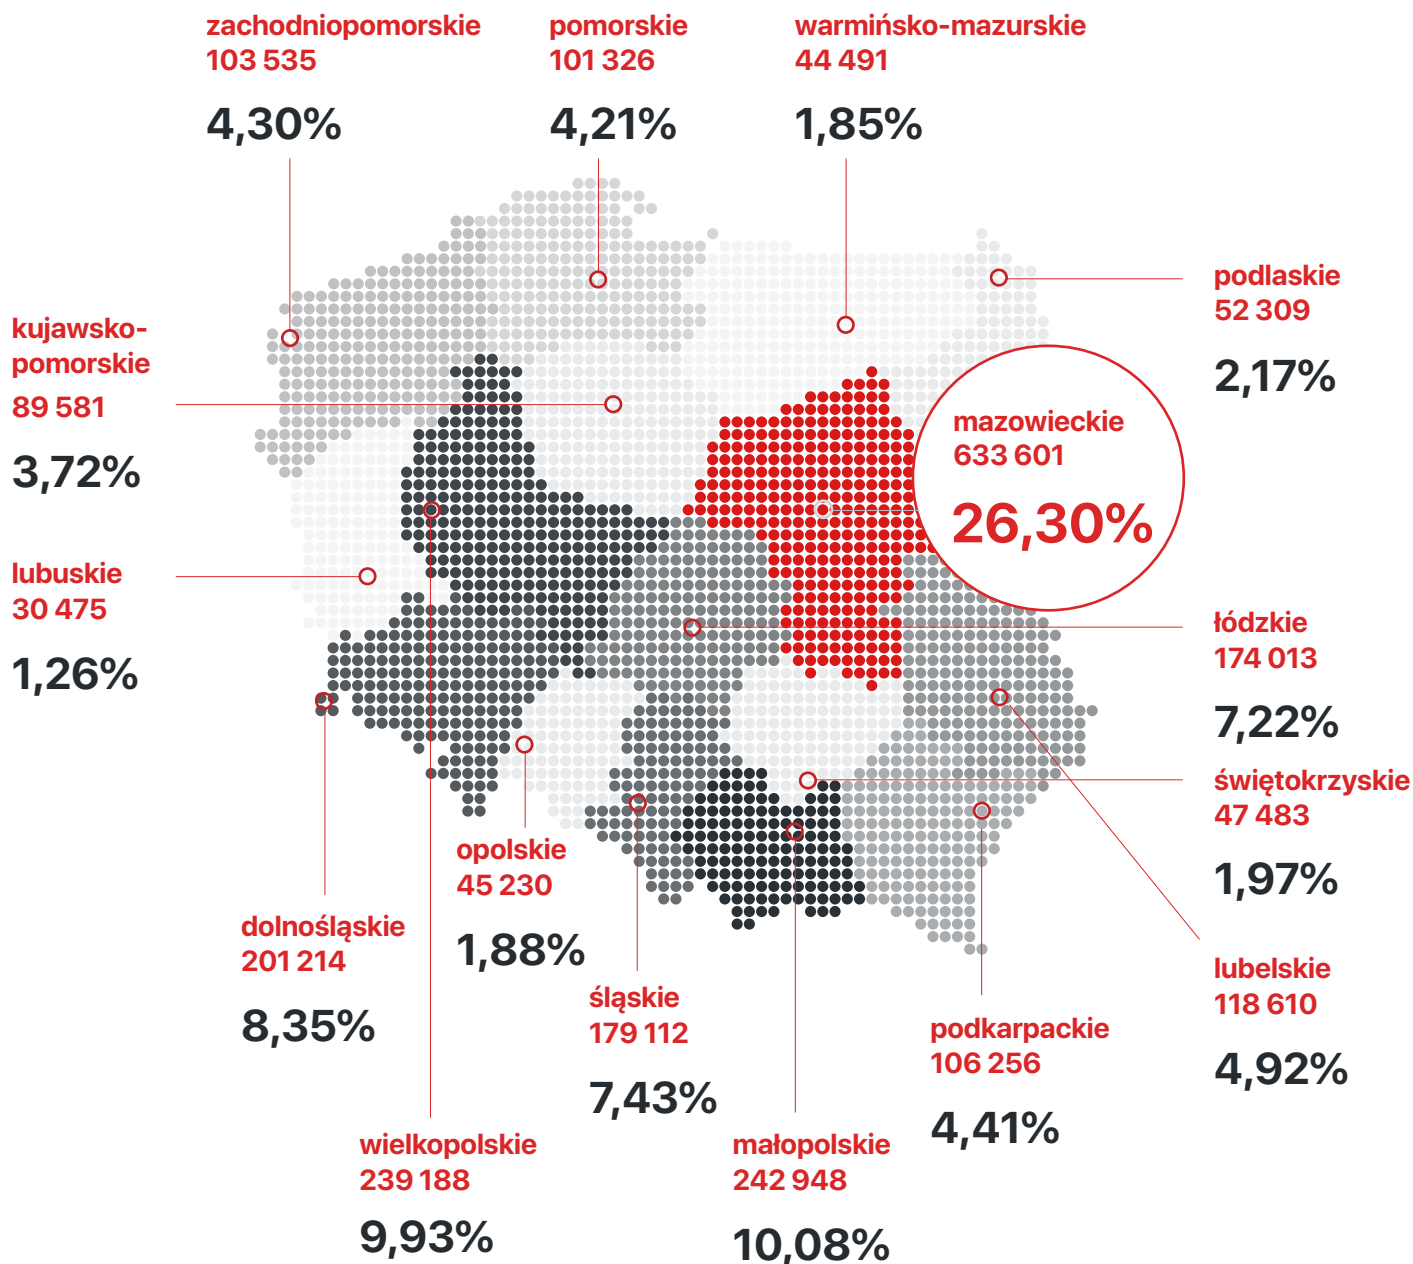 zachodniopomorskie
103 535
4,30%
pomorskie
101 326
4,21%
warmińsko-mazurskie
44 491
1,85%
podlaskie
52 309
2,17%
kujawsko-
pomorskie
89 581
3,72%
mazowieckie
633 601
26,30%
lubuskie
30 475
1,26%
łódzkie
174 013
7,22%
świętokrzyskie
47 483
1,97%
opolskie
45 230
1,88%
dolnośląskie
201 214
8,35%
lubelskie
118 610
4,92%
śląskie
179 112
7,43%
podkarpackie
106 256
4,41%
wielkopolskie
239 188
9,93%
małopolskie
242 948
10,08%